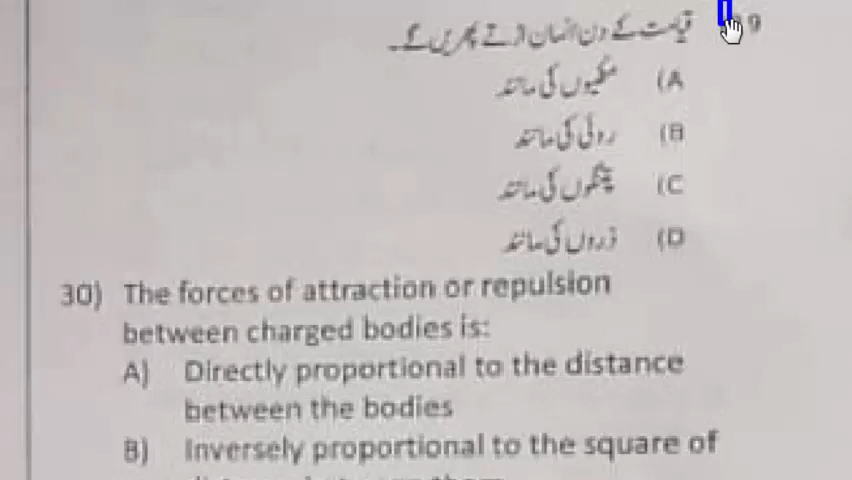 9 قیامت کے دن انسان اڑتے پھریں گے۔
A) مکھیوں کی مانند
B) روئی کی مانند
C) پتنگوں کی مانند
D) ذروں کی مانند
30) The forces of attraction or repulsion
between charged bodies is:
A) Directly proportional to the distance
between the bodies
B) Inversely proportional to the square of